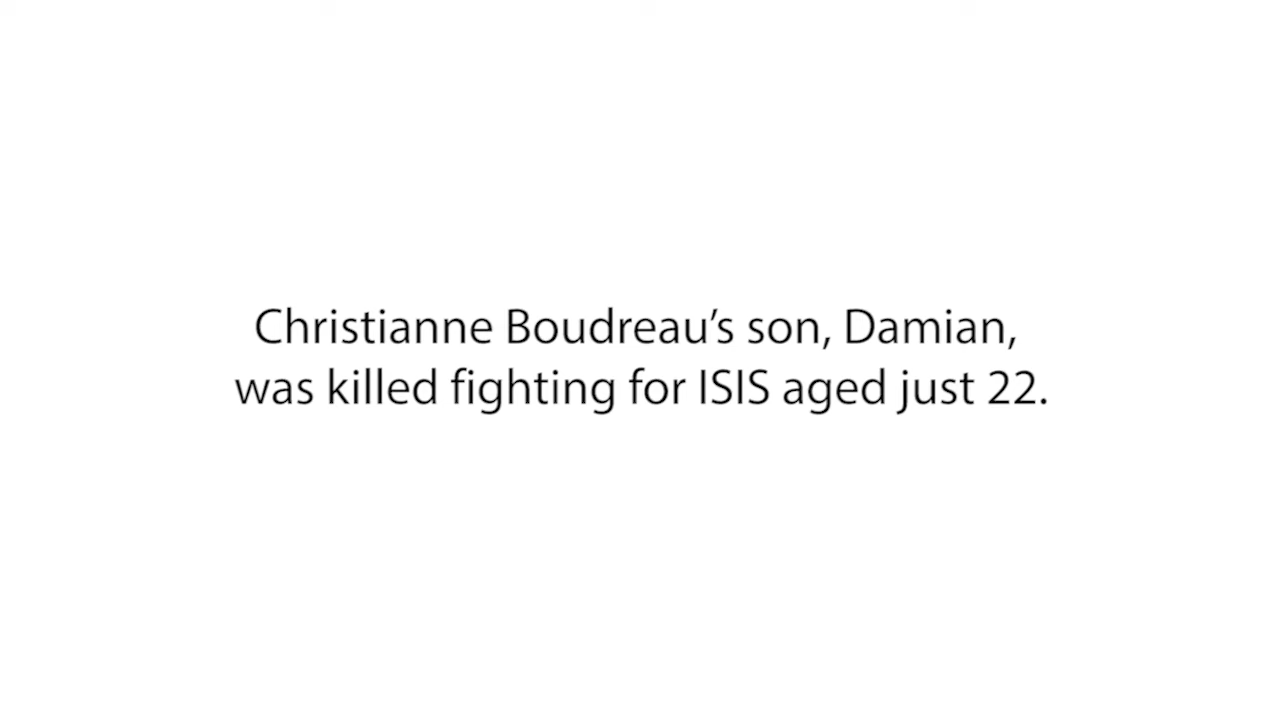 Christianne Boudreau’s son, Damian,
was killed fighting for ISIS aged just 22.